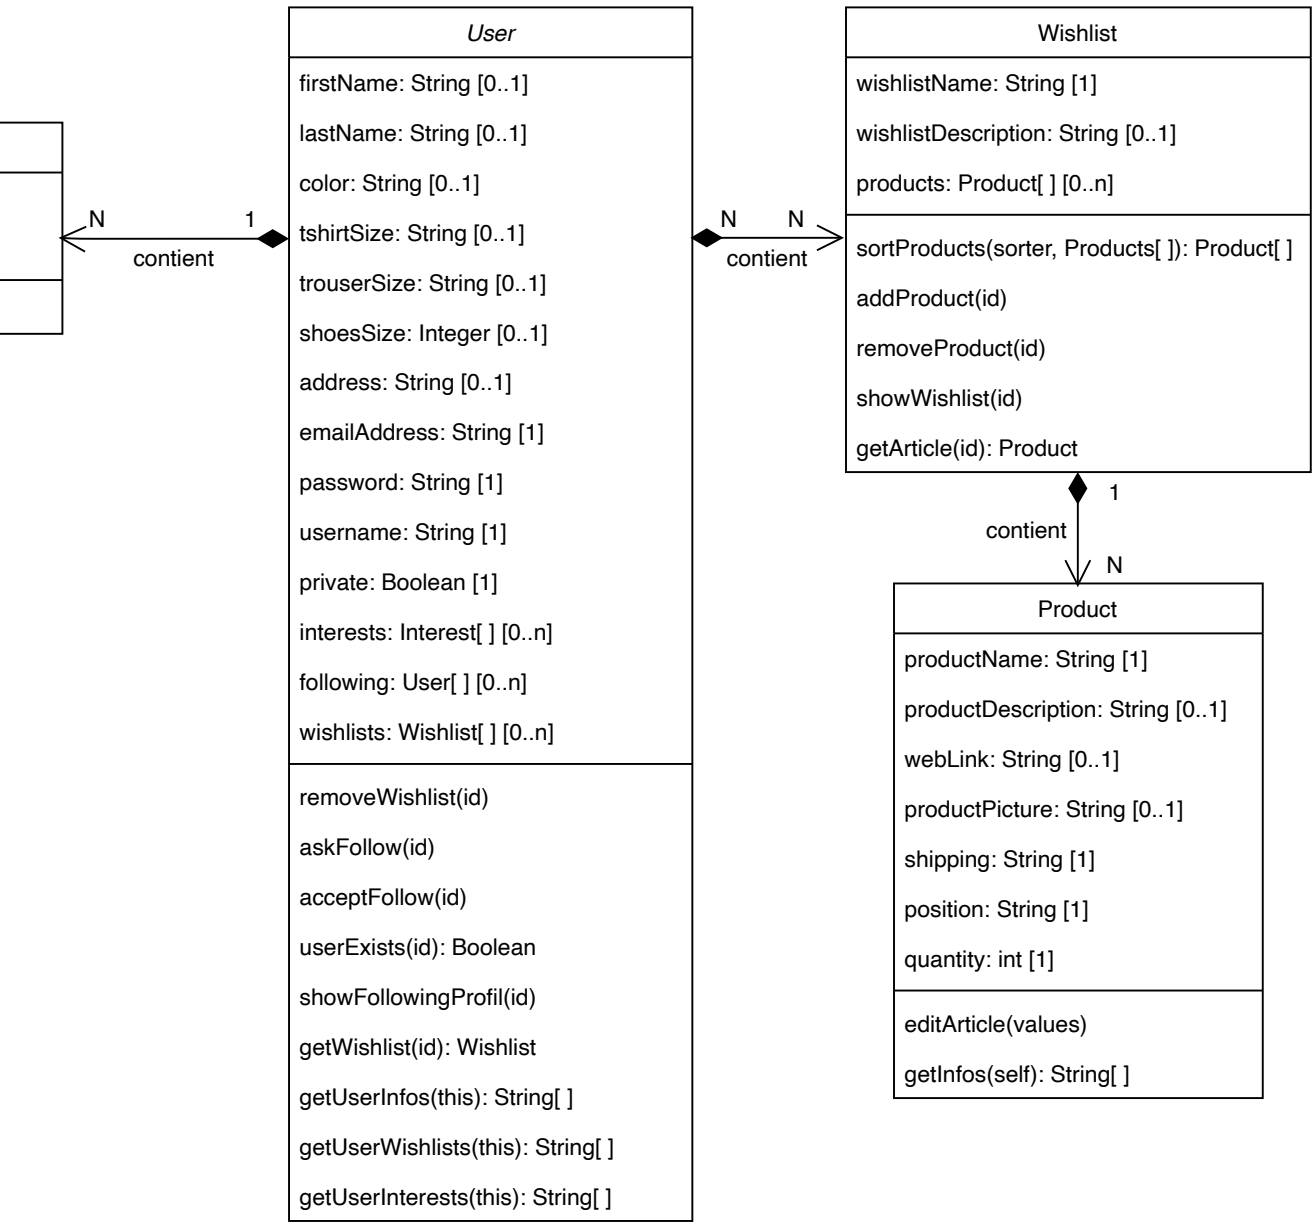 User
firstName: String [0..1]
lastName: String [0..1]
color: String [0..1]
tshirtSize: String [0..1]
trouserSize: String [0..1]
shoesSize: Integer [0..1]
address: String [0..1]
emailAddress: String [1]
password: String [1]
username: String [1]
private: Boolean [1]
interests: Interest[ ] [0..n]
following: User[ ] [0..n]
wishlists: Wishlist[ ] [0..n]
removeWishlist(id)
askFollow(id)
acceptFollow(id)
userExists(id): Boolean
showFollowingProfil(id)
getWishlist(id): Wishlist
getUserInfos(this): String[ ]
getUserWishlists(this): String[ ]
getUserInterests(this): String[ ]
N 1
contient
N N
contient
Wishlist
wishlistName: String [1]
wishlistDescription: String [0..1]
products: Product[ ] [0..n]
sortProducts(sorter, Products[ ]): Product[ ]
addProduct(id)
removeProduct(id)
showWishlist(id)
getArticle(id): Product
1
contient
N
Product
productName: String [1]
productDescription: String [0..1]
webLink: String [0..1]
productPicture: String [0..1]
shipping: String [1]
position: String [1]
quantity: int [1]
editArticle(values)
getInfos(self): String[ ]